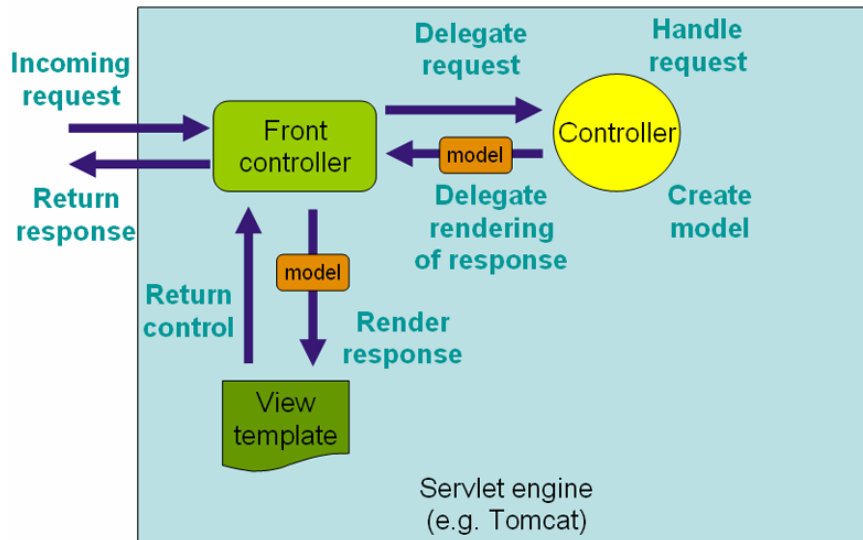 Incoming
request
Return
response
Front
controller
Delegate
request
Handle
request
Controller
model
Delegate
rendering
of response
Create
model
model
Return
control
Render
response
View
template
Servlet engine
(e.g. Tomcat)